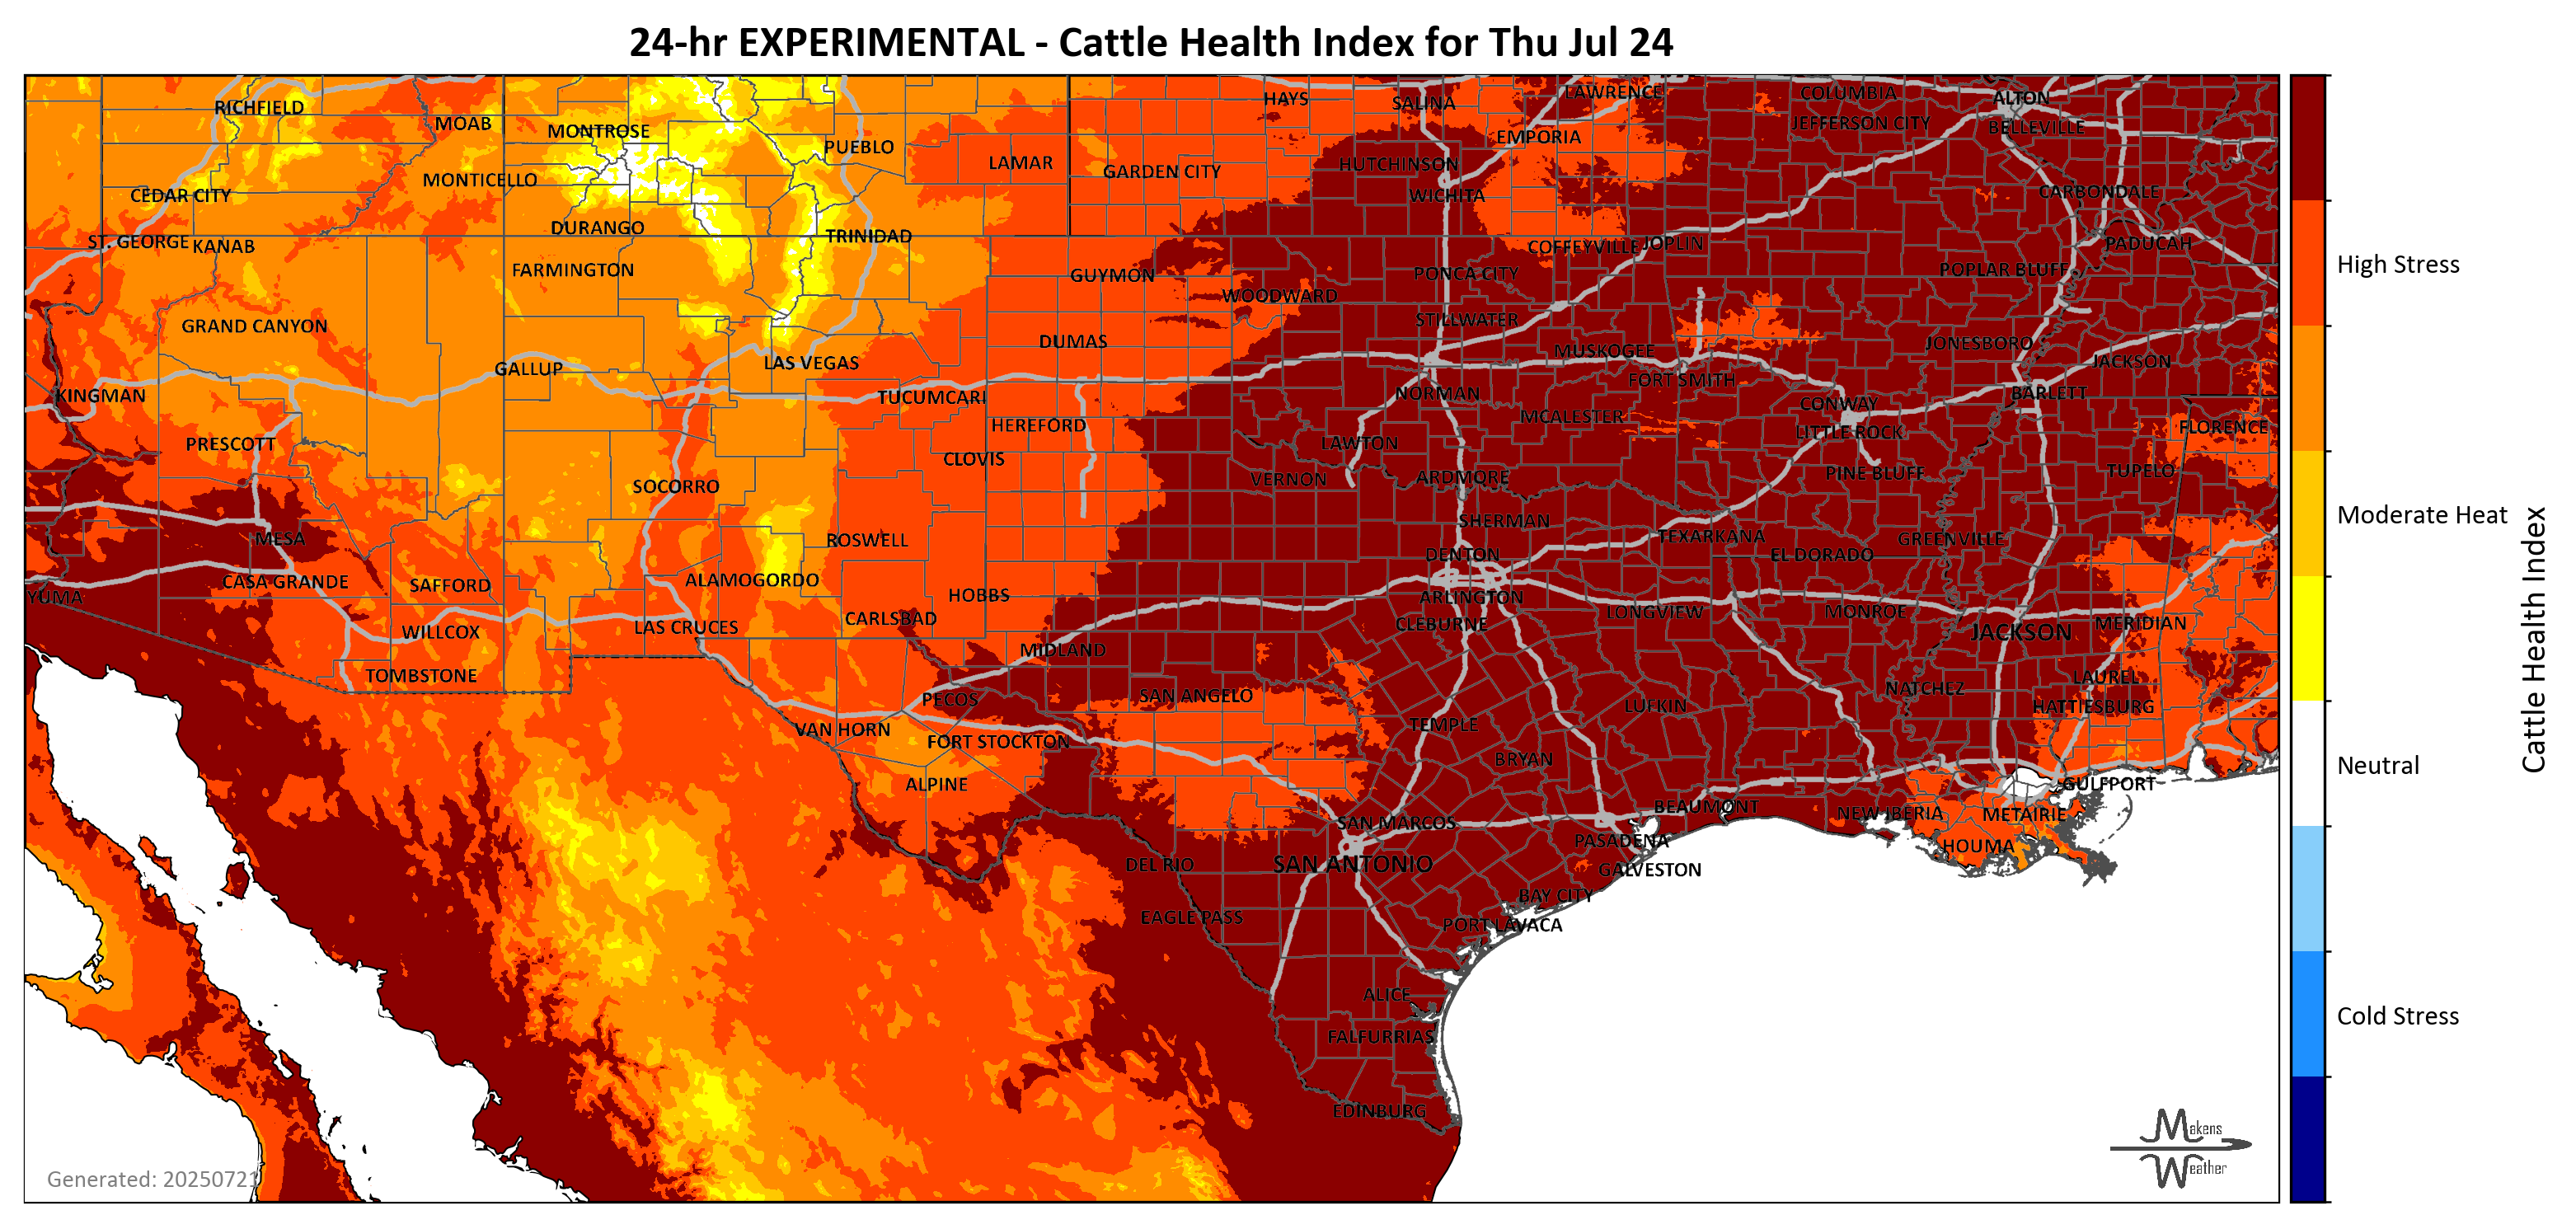 24-hr EXPERIMENTAL - Cattle Health Index for Thu Jul 24
RICHFIELD
MOAB
MONTROSE
PUEBLO
LAMAR
GARDEN CITY
HAYS
SALINA
LAWRENCE
EMPORIA
COLUMBIA
JEFFERSON CITY
ALTON
BELLEVILLE
CEDAR CITY
MONTICELLO
HUTCHINSON
WICHITA
CARBONDALE
ST. GEORGE
KANAB
DURANGO
TRINIDAD
COFFEYVILLE
JOPLIN
PADUCAH
FARMINGTON
GUYMON
PONCA CITY
POPLAR BLUFF
High Stress
WOODWARD
GRAND CANYON
STILLWATER
DUMAS
MUSKOGEE
JONESBORO
GALLUP
LAS VEGAS
JACKSON
KINGMAN
TUCUMCARI
NORMAN
FORT SMITH
BARLETT
CONWAY
PRESCOTT
HEREFORD
LAWTON
MCALESTER
LITTLE ROCK
FLORENCE
CLOVIS
VERNON
ARDMORE
PINE BLUFF
TUPELO
SOCORRO
SHERMAN
Moderate Heat
MESA
ROSWELL
DENTON
TEXARKANA
EL DORADO
GREENVILLE
YUMA
CASA GRANDE
SAFFORD
ALAMOGORDO
HOBBS
ARLINGTON
LONGVIEW
MONROE
WILLCOX
LAS CRUCES
CARLSBAD
CLEBURNE
JACKSON
MERIDIAN
Cattle Health Index
TOMBSTONE
MIDLAND
PECOS
SAN ANGELO
NATCHEZ
LAUREL
VAN HORN
FORT STOCKTON
TEMPLE
LUFKIN
HATTIESBURG
ALPINE
BRYAN
GULFPORT
Neutral
SAN MARCOS
BEAUMONT
NEW IBERIA
METAIRIE
DEL RIO
SAN ANTONIO
PASADENA
GALVESTON
HOUMA
EAGLE PASS
BAY CITY
PORT LAVACA
ALICE
Cold Stress
FALFURRIAS
EDINBURG
Makens
Weather
Generated: 20250721